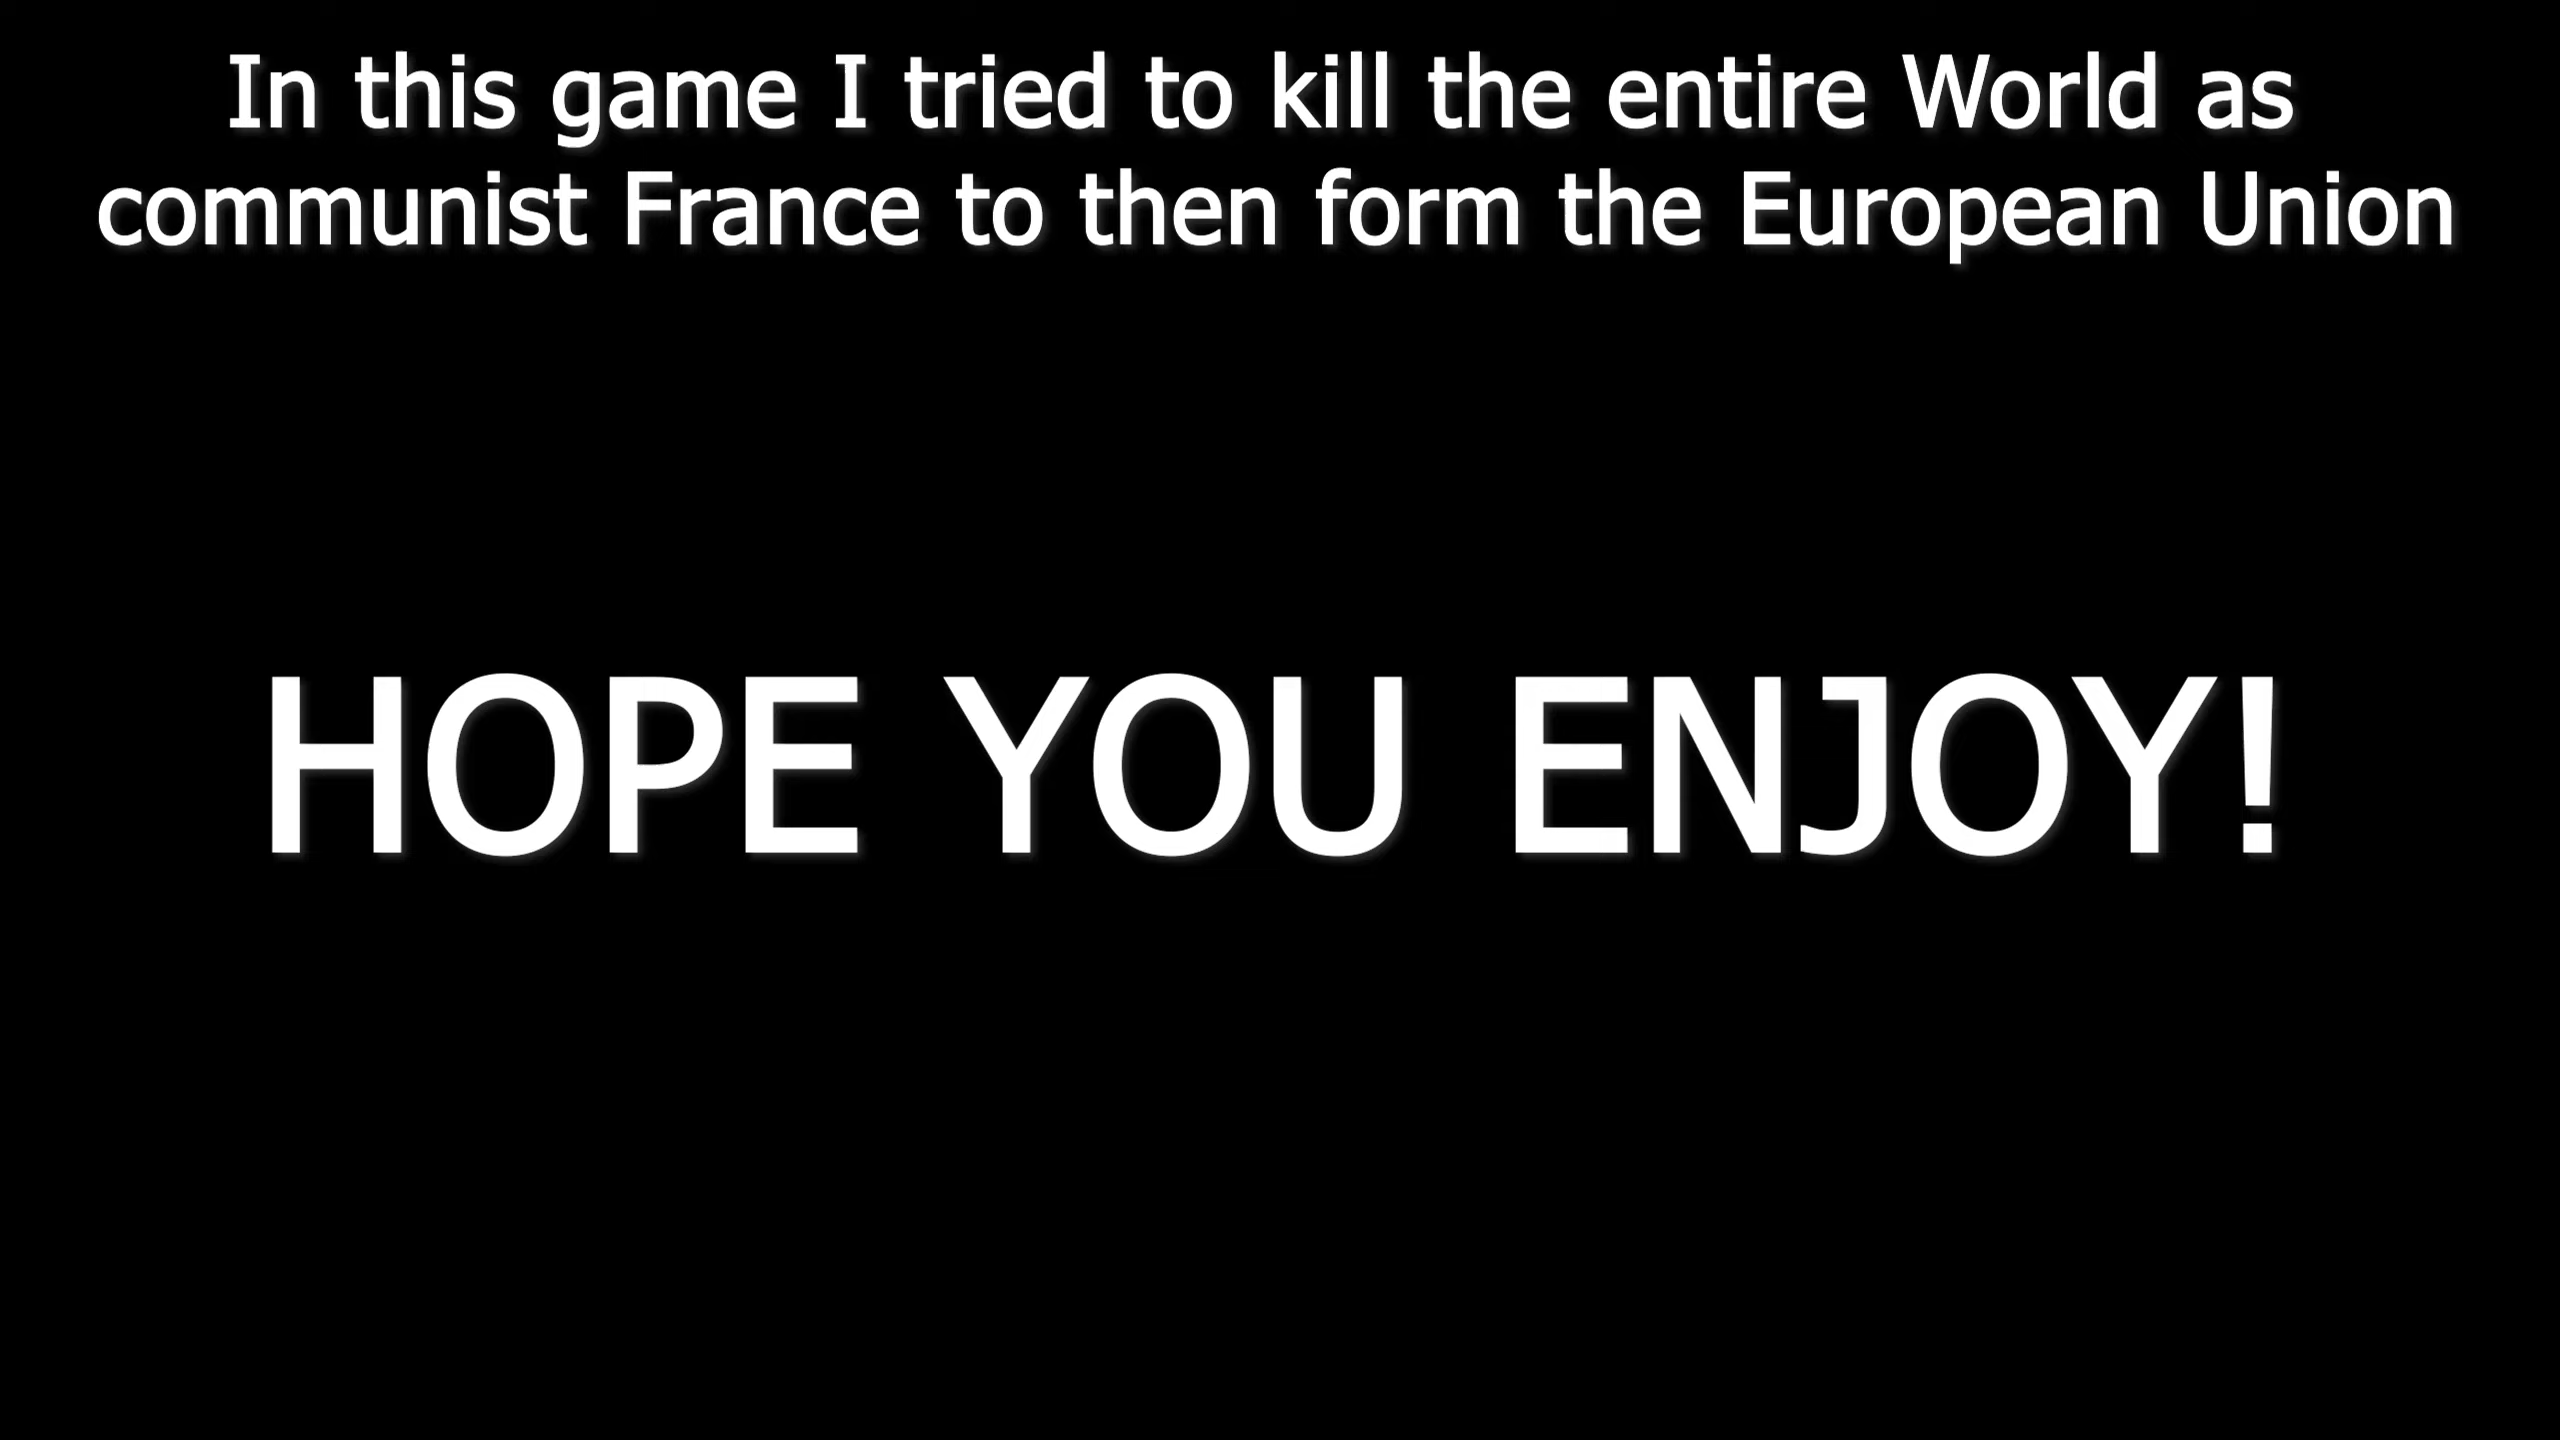 In this game I tried to kill the entire World as
communist France to then form the European Union
HOPE YOU ENJOY!